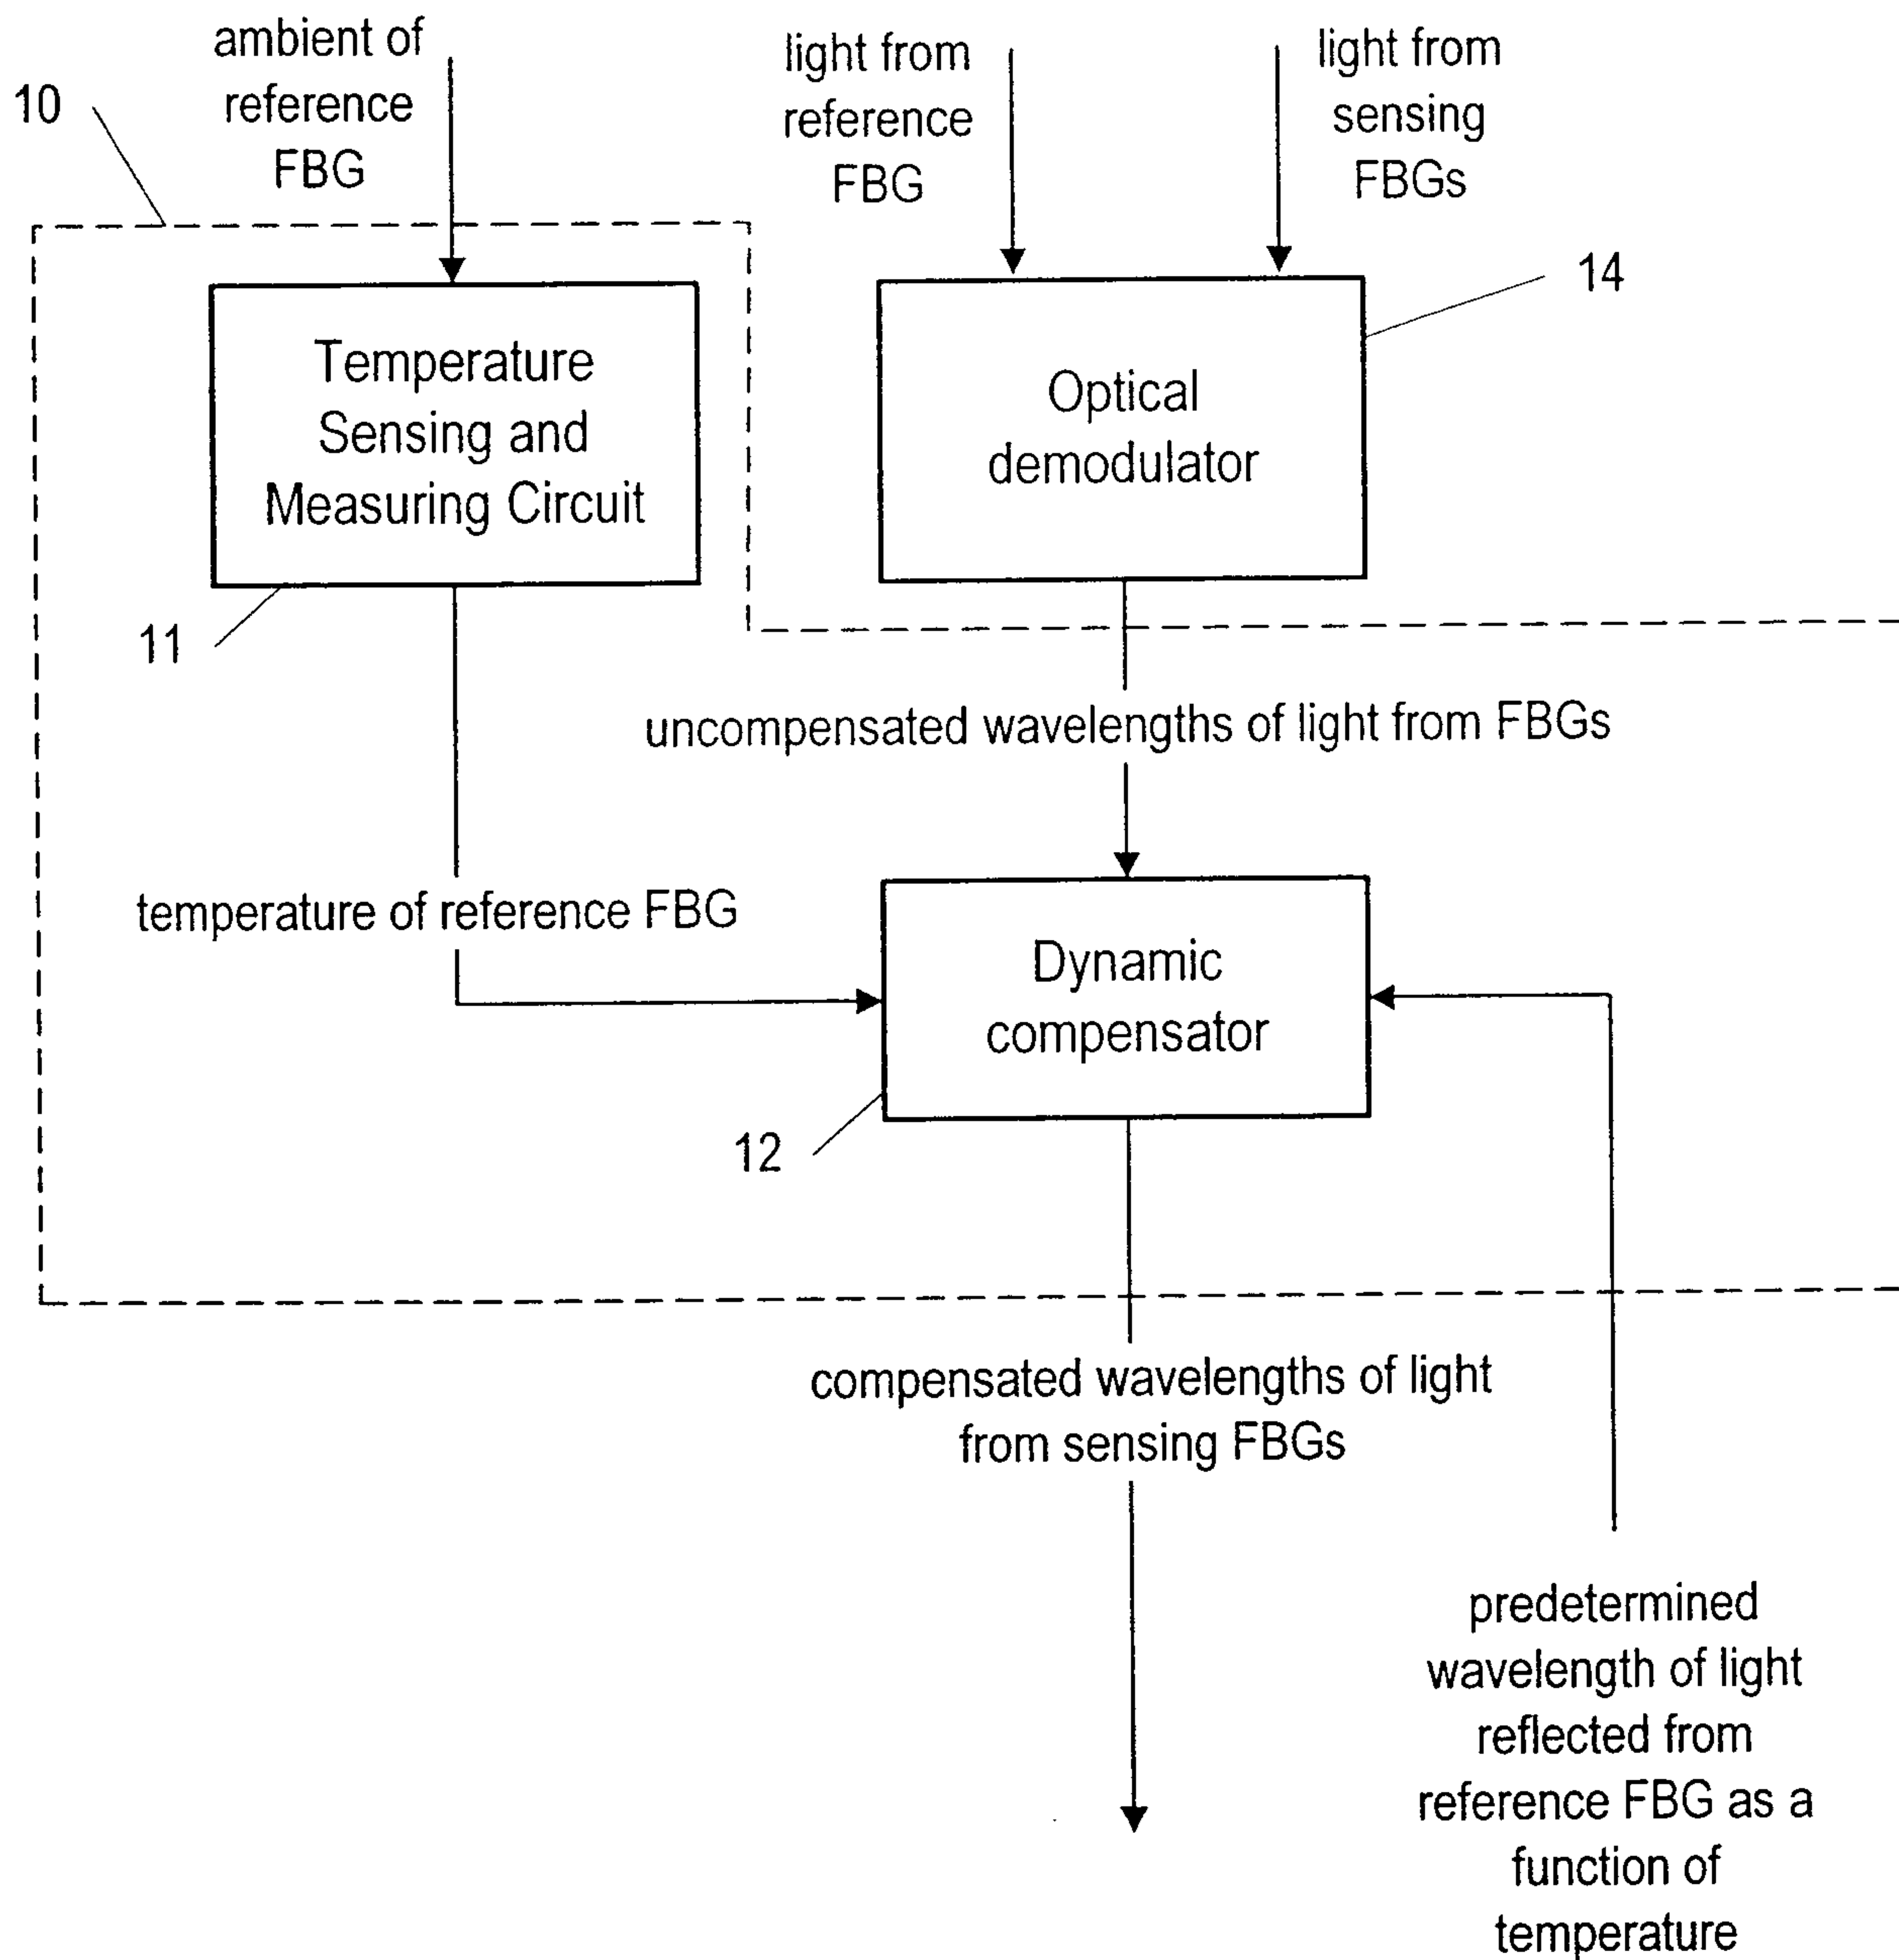 ambient of
reference
FBG
light from
reference
FBG
light from
sensing
FBGs
10
Temperature
Sensing and
Measuring Circuit
Optical
demodulator
14
11
uncompensated wavelengths of light from FBGs
temperature of reference FBG
Dynamic
compensator
12
compensated wavelengths of light
from sensing FBGs
predetermined
wavelength of light
reflected from
reference FBG as a
function of
temperature